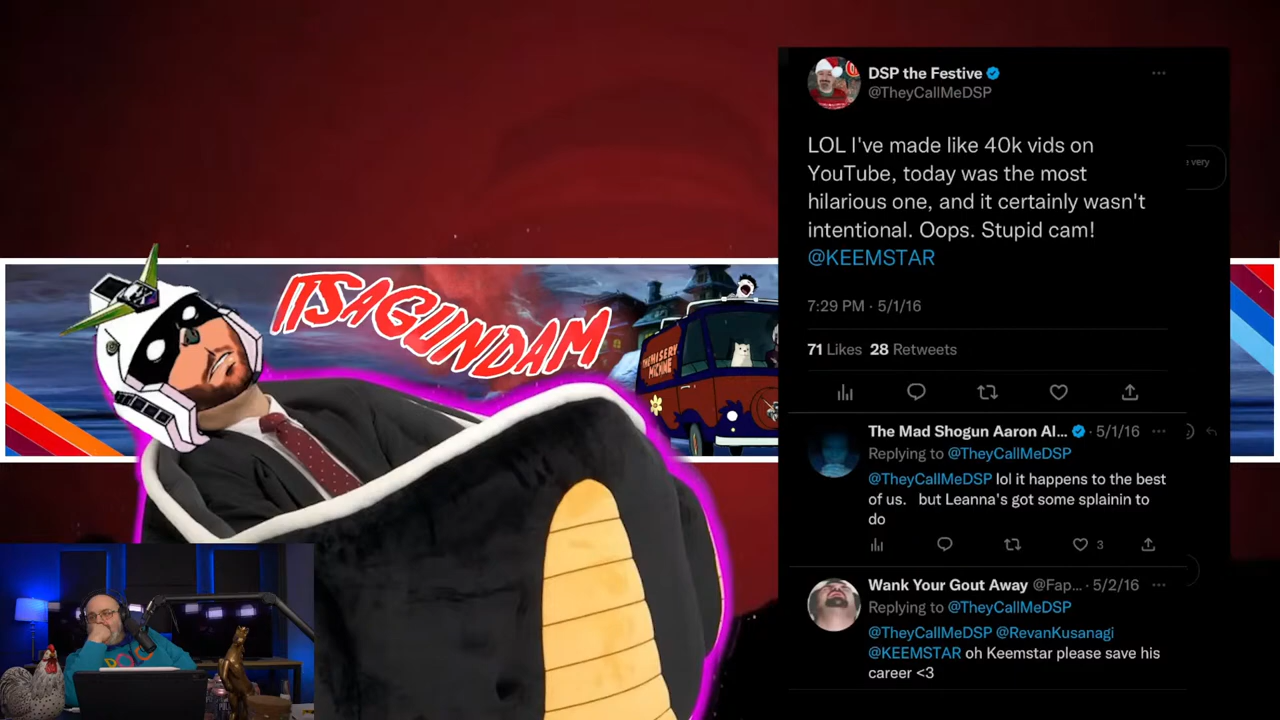 DSP the Festive
@TheyCallMeDSP
LOL I've made like 40k vids on
YouTube, today was the most
hilarious one, and it certainly wasn't
intentional. Oops. Stupid cam!
@KEEMSTAR
7:29 PM · 5/1/16
71 Likes 28 Retweets
The Mad Shogun Aaron Al... · 5/1/16
Replying to @TheyCallMeDSP
@TheyCallMeDSP lol it happens to the best
of us. but Leanna's got some splainin to
do
3
Wank Your Gout Away @Fap... · 5/2/16
Replying to @TheyCallMeDSP
@TheyCallMeDSP @RevanKusanagi
@KEEMSTAR oh Keemstar please save his
career <3
very
ITSAGUNDAM
THE MISERY
MACHINE